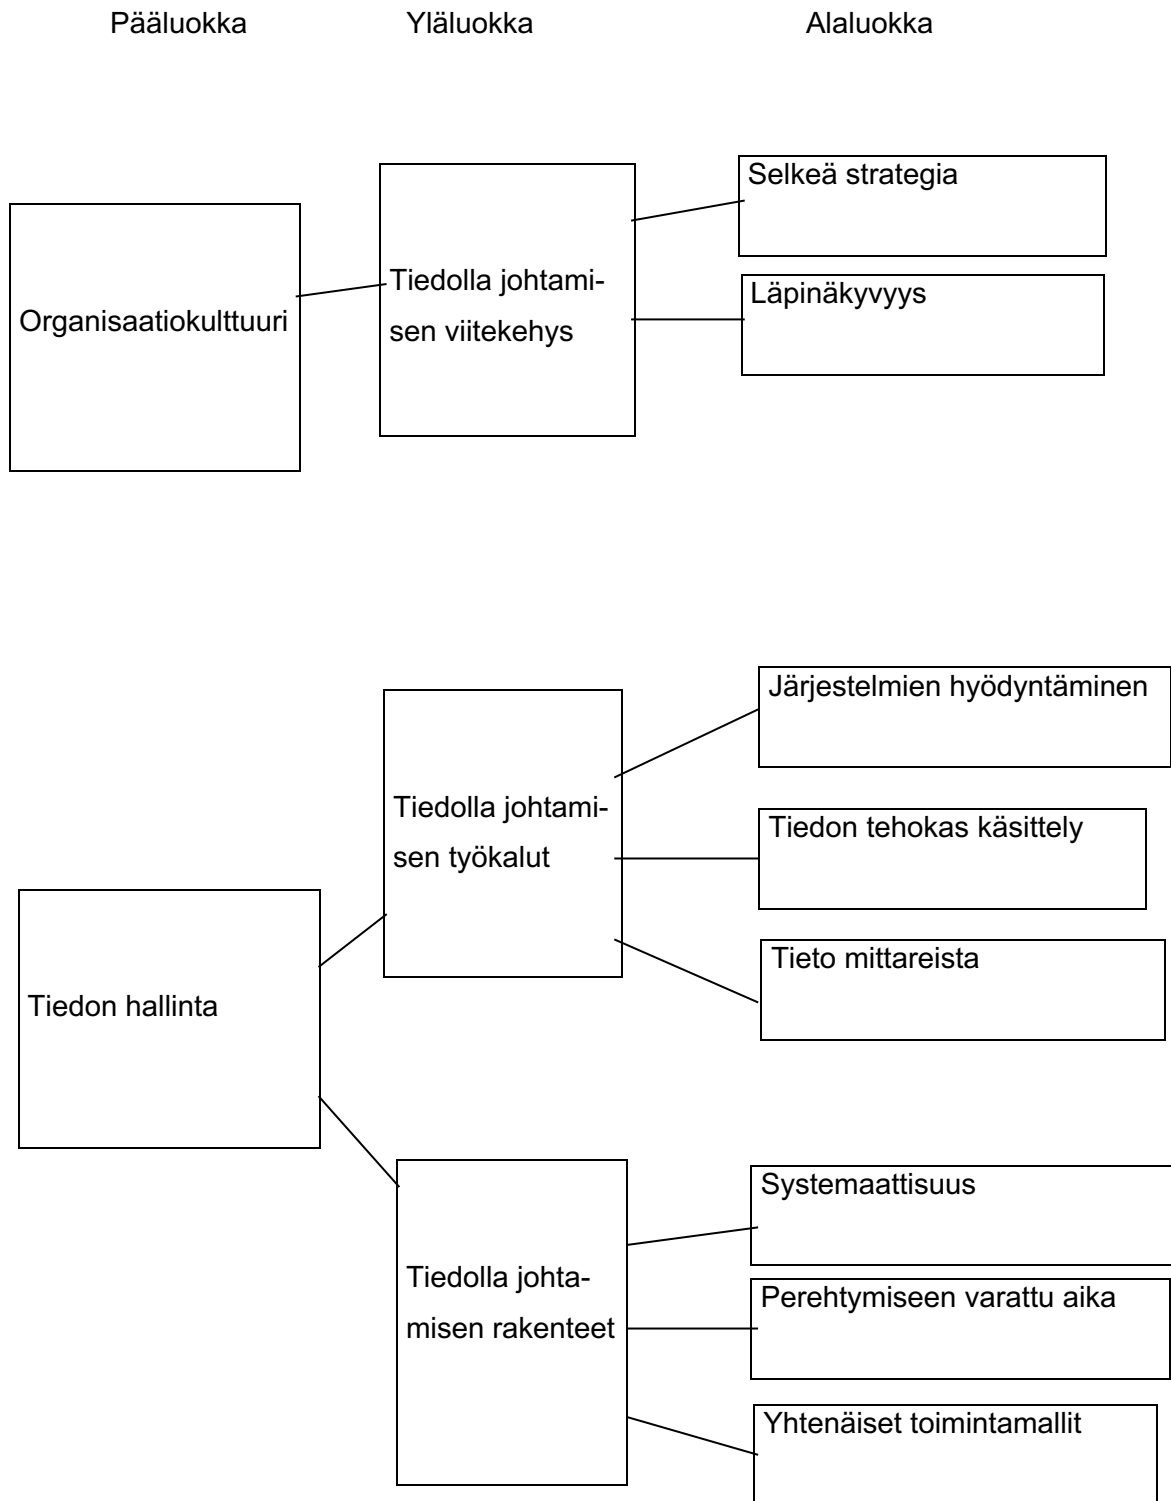 Pääluokka
Yläluokka
Alaluokka
Organisaatiokulttuuri
Tiedolla johtami-
sen viitekehys
Selkeä strategia
Läpinäkyvyys
Tiedon hallinta
Tiedolla johtami-
sen työkalut
Järjestelmien hyödyntäminen
Tiedon tehokas käsittely
Tieto mittareista
Tiedolla johta-
misen rakenteet
Systemaattisuus
Perehtymiseen varattu aika
Yhtenäiset toimintamallit